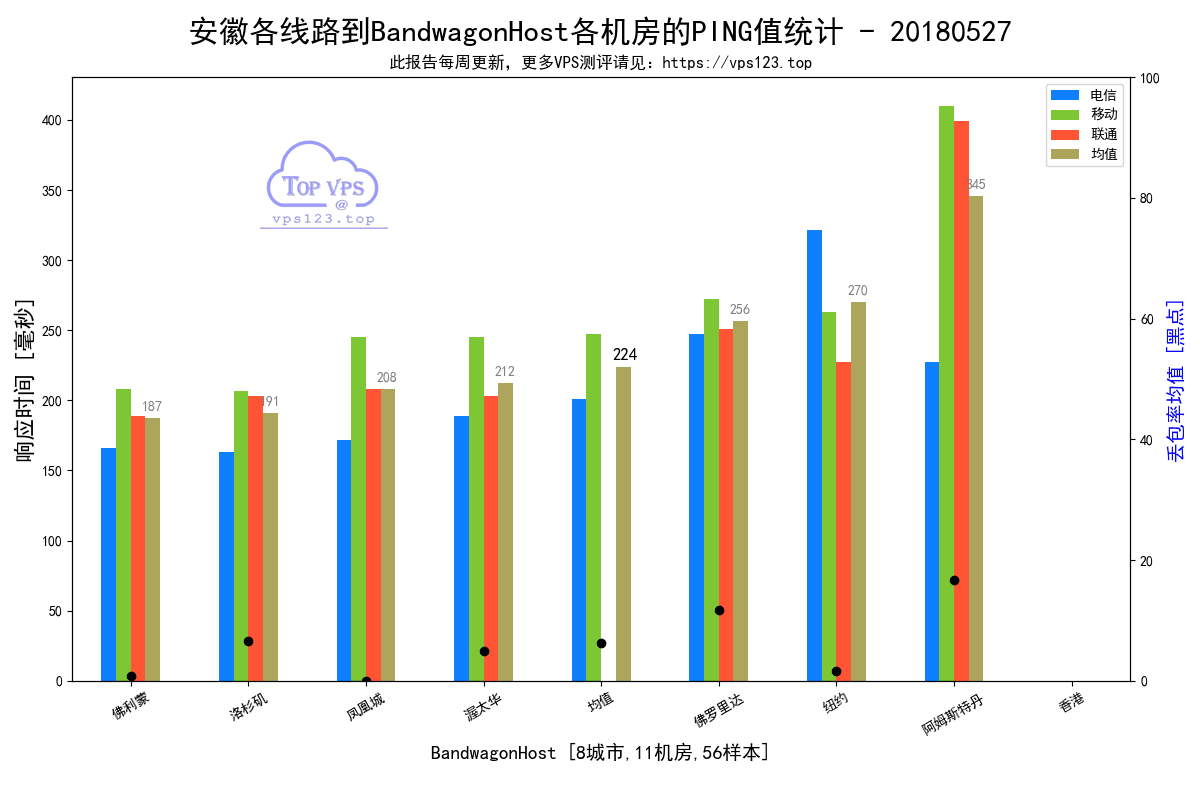 安徽各线路到BandwagonHost各机房的PING值统计 - 20180527
此报告每周更新，更多VPS测评请见：https://vps123.top
100
电信
移动
联通
均值
400
350
300
250
200
150
100
50
0
80
60
40
20
0
响应时间 [毫秒]
丢包率均值 [黑点]
TOP VPS
@
vps123.top
187
191
208
212
224
256
270
345
佛利蒙
洛杉矶
凤凰城
渥太华
均值
佛罗里达
纽约
阿姆斯特丹
香港
BandwagonHost [8城市,11机房,56样本]